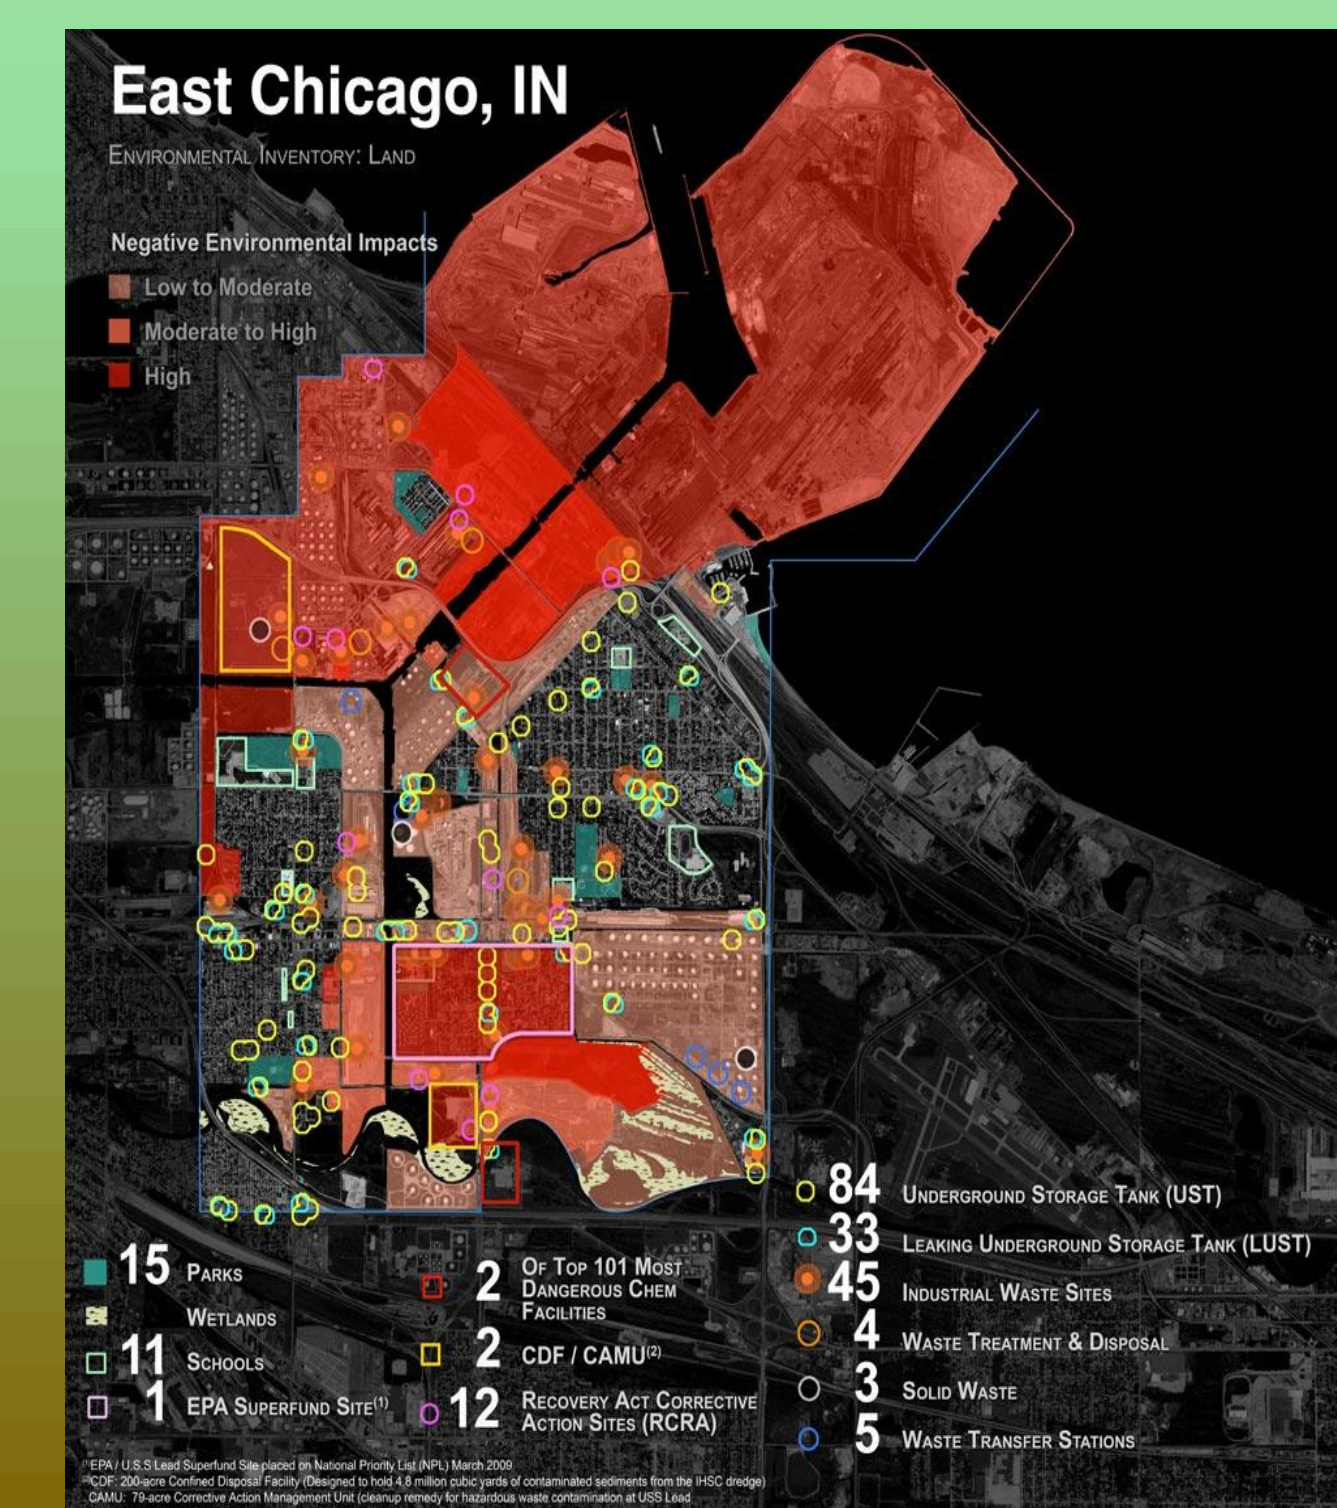 East Chicago, IN
Environmental Inventory: Land
Negative Environmental Impacts
Low to Moderate
Moderate to High
High
84 Underground Storage Tank (UST)
33 Leaking Underground Storage Tank (LUST)
45 Industrial Waste Sites
4 Waste Treatment & Disposal
3 Solid Waste
5 Waste Transfer Stations
15 Parks
Wetlands
11 Schools
1 EPA Superfund Site(1)
2 Of Top 101 Most
Dangerous Chem
Facilities
2 CDF / CAMU(2)
12 Recovery Act Corrective
Action Sites (RCRA)
(1) EPA / U.S.S Lead Superfund Site placed on National Priority List (NPL) March 2009
(2)CDF: 200-acre Confined Disposal Facility (Designed to hold 4.8 million cubic yards of contaminated sediments from the IHSC dredge)
CAMU: 79-acre Corrective Action Management Unit (cleanup remedy for hazardous waste contamination at USS Lead